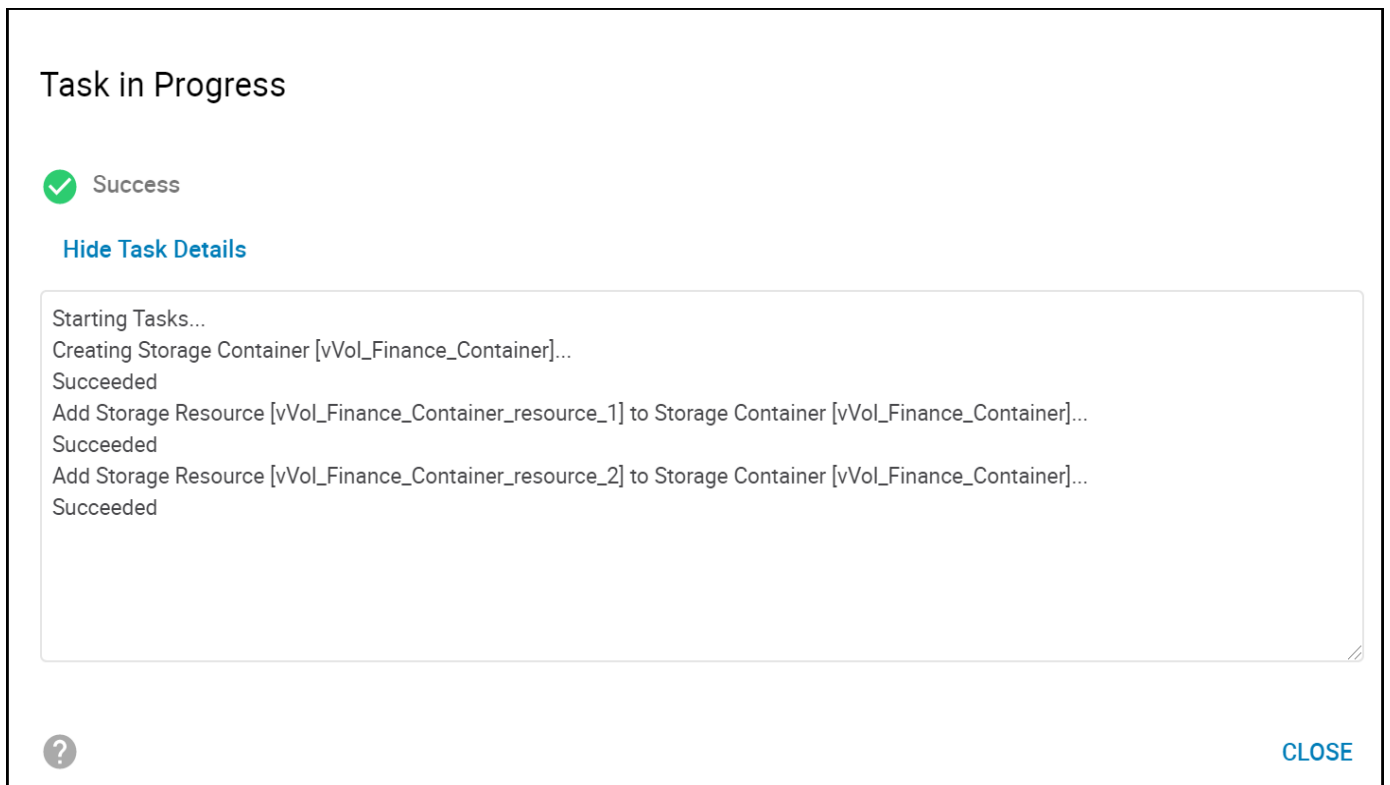 Task in Progress
Success
Hide Task Details
Starting Tasks...
Creating Storage Container [vVol_Finance_Container]...
Succeeded
Add Storage Resource [vVol_Finance_Container_resource_1] to Storage Container [vVol_Finance_Container]...
Succeeded
Add Storage Resource [vVol_Finance_Container_resource_2] to Storage Container [vVol_Finance_Container]...
Succeeded
?
CLOSE